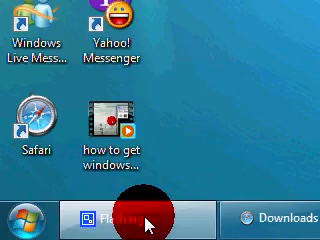 Windows
Live Mess...
Yahoo!
Messenger
Safari
how to get
windows...
Downloads